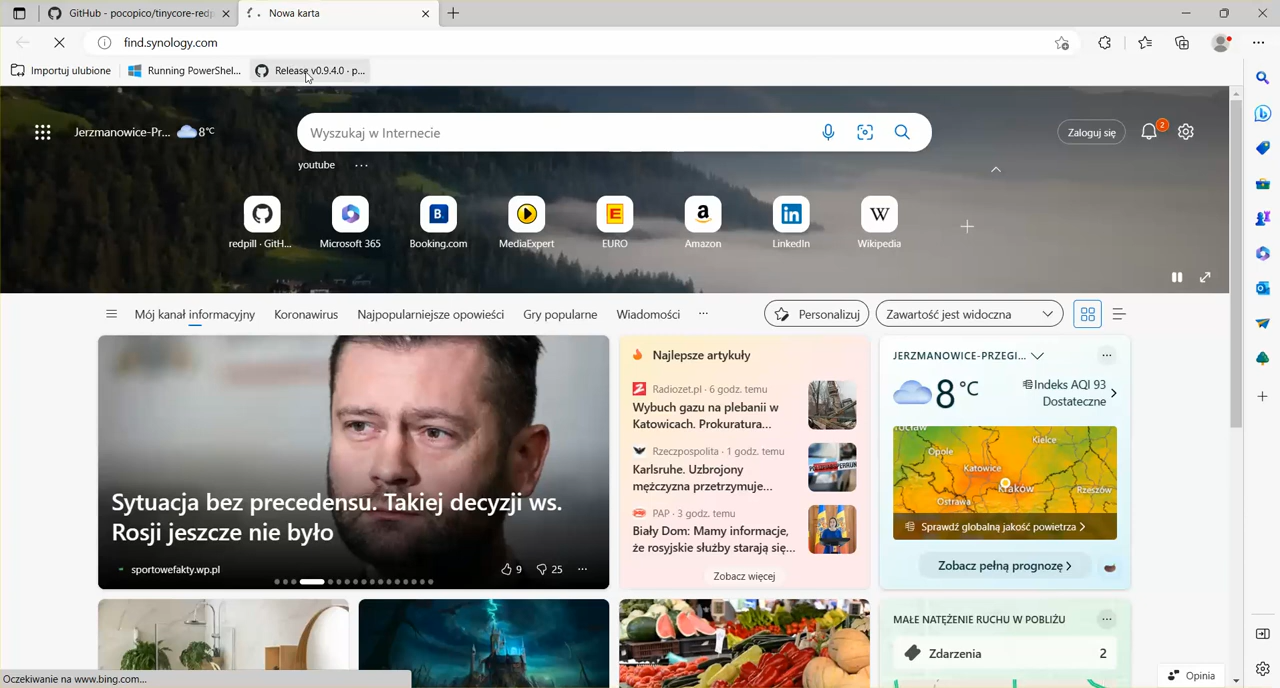 GitHub - pocopico/tinycore-redp
Nowa karta
find.synology.com
Importuj ulubione
Running PowerShel...
Release v0.9.4.0 · p...
Jerzmanowice-Pr...
8°C
Wyszukaj w Internecie
Zaloguj się
2
youtube
redpill · GitH...
Microsoft 365
Booking.com
MediaExpert
EURO
Amazon
LinkedIn
Wikipedia
Mój kanał informacyjny
Koronawirus
Najpopularniejsze opowieści
Gry popularne
Wiadomości
Personalizuj
Zawartość jest widoczna
Sytuacja bez precedensu. Takiej decyzji ws.
Rosji jeszcze nie było
sportowefakty.wp.pl
9
25
Najlepsze artykuły
Radiozet.pl · 6 godz. temu
Wybuch gazu na plebanii w
Katowicach. Prokuratura...
Rzeczpospolita · 1 godz. temu
Karlsruhe. Uzbrojony
mężczyzna przetrzymuje...
PAP · 3 godz. temu
Biały Dom: Mamy informacje,
że rosyjskie służby starają się...
Zobacz więcej
JERZMANOWICE-PRZEGI...
8 °C
Indeks AQI 93
Dostateczne
Kielce
Opole
Katowice
Kraków
Ostrawa
Rzeszów
Sprawdź globalną jakość powietrza
Zobacz pełną prognozę
MAŁE NATĘŻENIE RUCHU W POBLIŻU
Zdarzenia
2
Opinia
Oczekiwanie na www.bing.com...